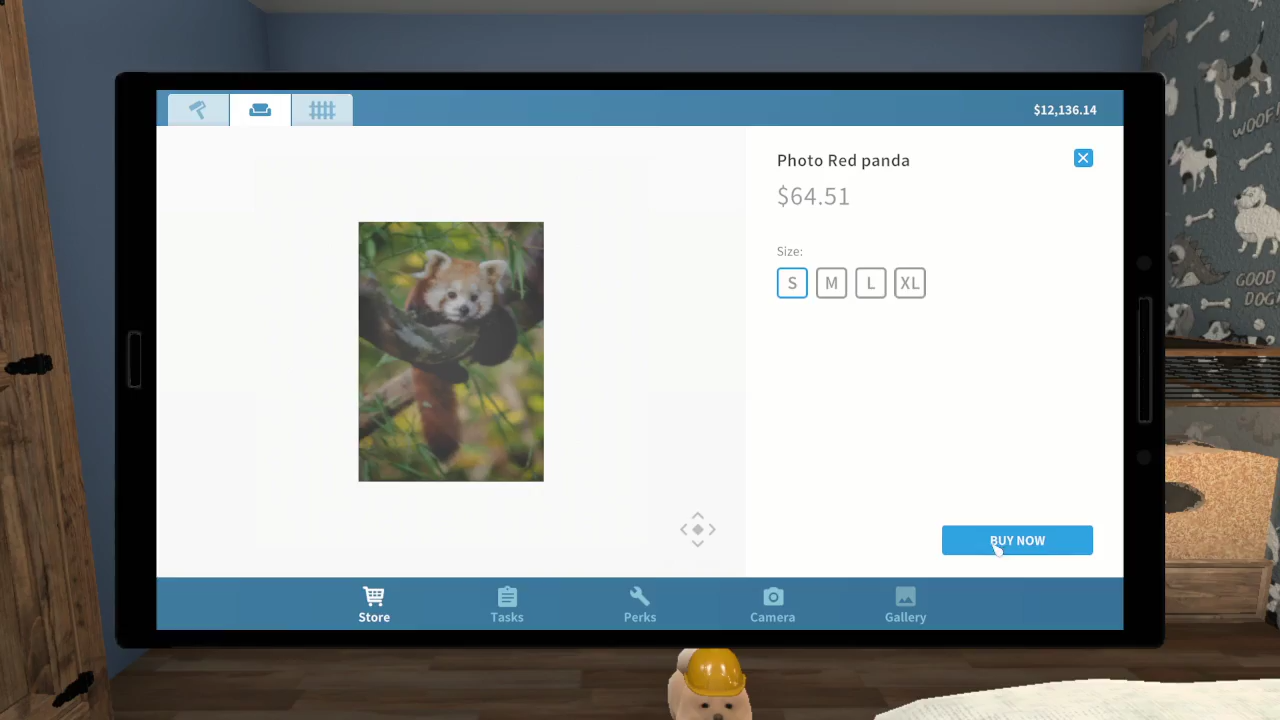 $12,136.14
Photo Red panda
$64.51
Size:
S M L XL
BUY NOW
Store Tasks Perks Camera Gallery
WOOF!
GOOD
DOG!